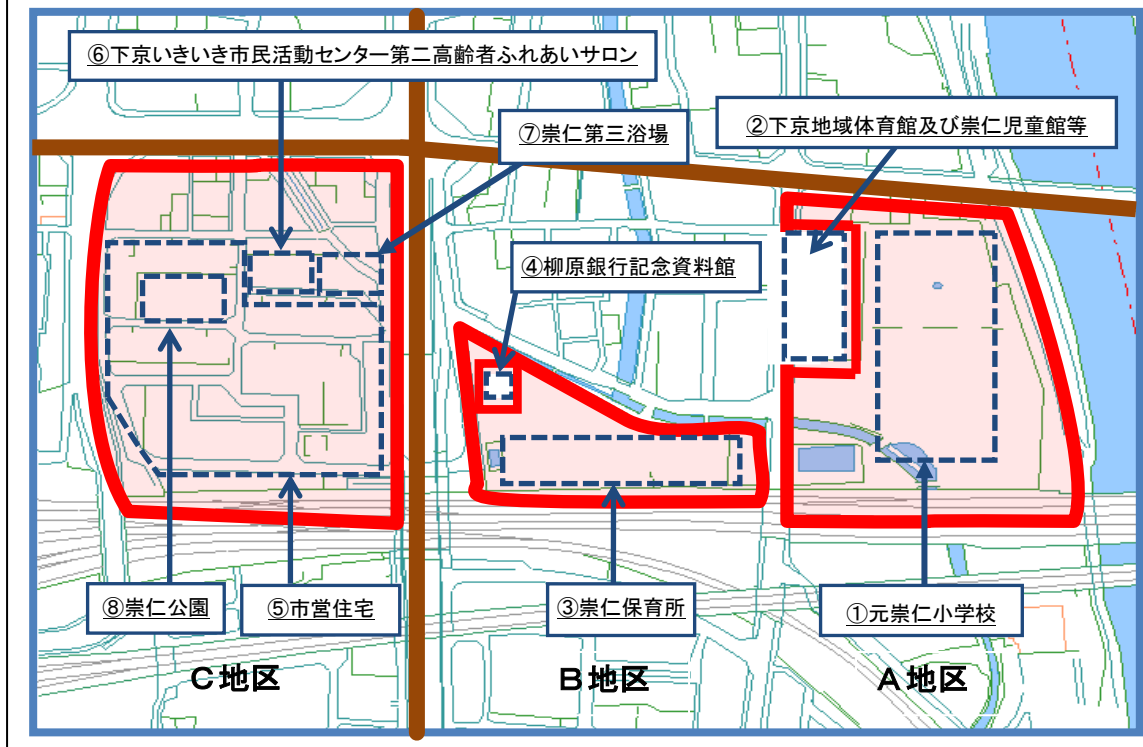 ⑥下京いきいき市民活動センター第二高齢者ふれあいサロン
⑦崇仁第三浴場
②下京地域体育館及び崇仁児童館等
④柳原銀行記念資料館
⑧崇仁公園
⑤市営住宅
③崇仁保育所
①元崇仁小学校
C地区
B地区
A地区